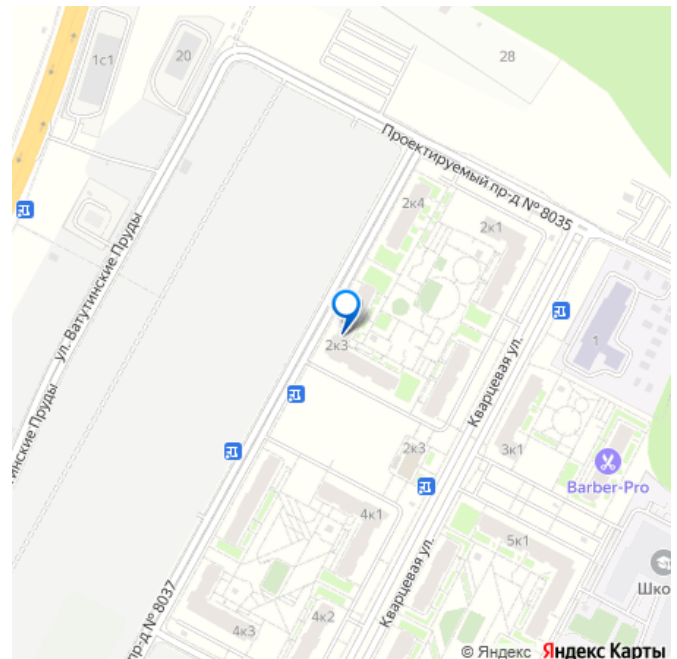 1с1
20
28
Проектируемый пр-д № 8035
2к4
2к1
ул. Ватутинские Пруды
2к3
1
Кварцевая ул.
2к3
3к1
Barber-Pro
тинские Пруды
4к1
5к1
Шко
Кварцевая ул.
4к2
4к3
пр-д № 8037
© Яндекс Яндекс Карты